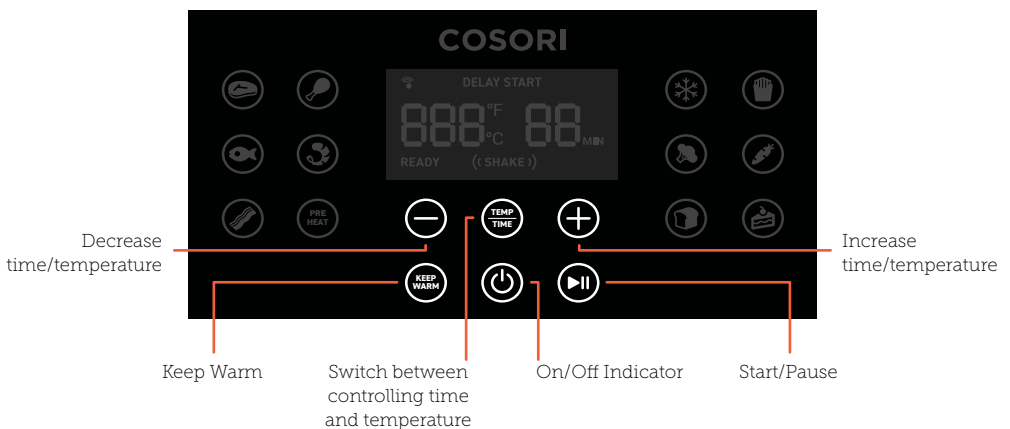 COSORI
DELAY START
888 °F 88
°C MIN
READY ((SHAKE))
PRE
HEAT
TEMP
TIME
Decrease
time/temperature
Increase
time/temperature
KEEP
WARM
Keep Warm
Switch between
controlling time
and temperature
On/Off Indicator
Start/Pause